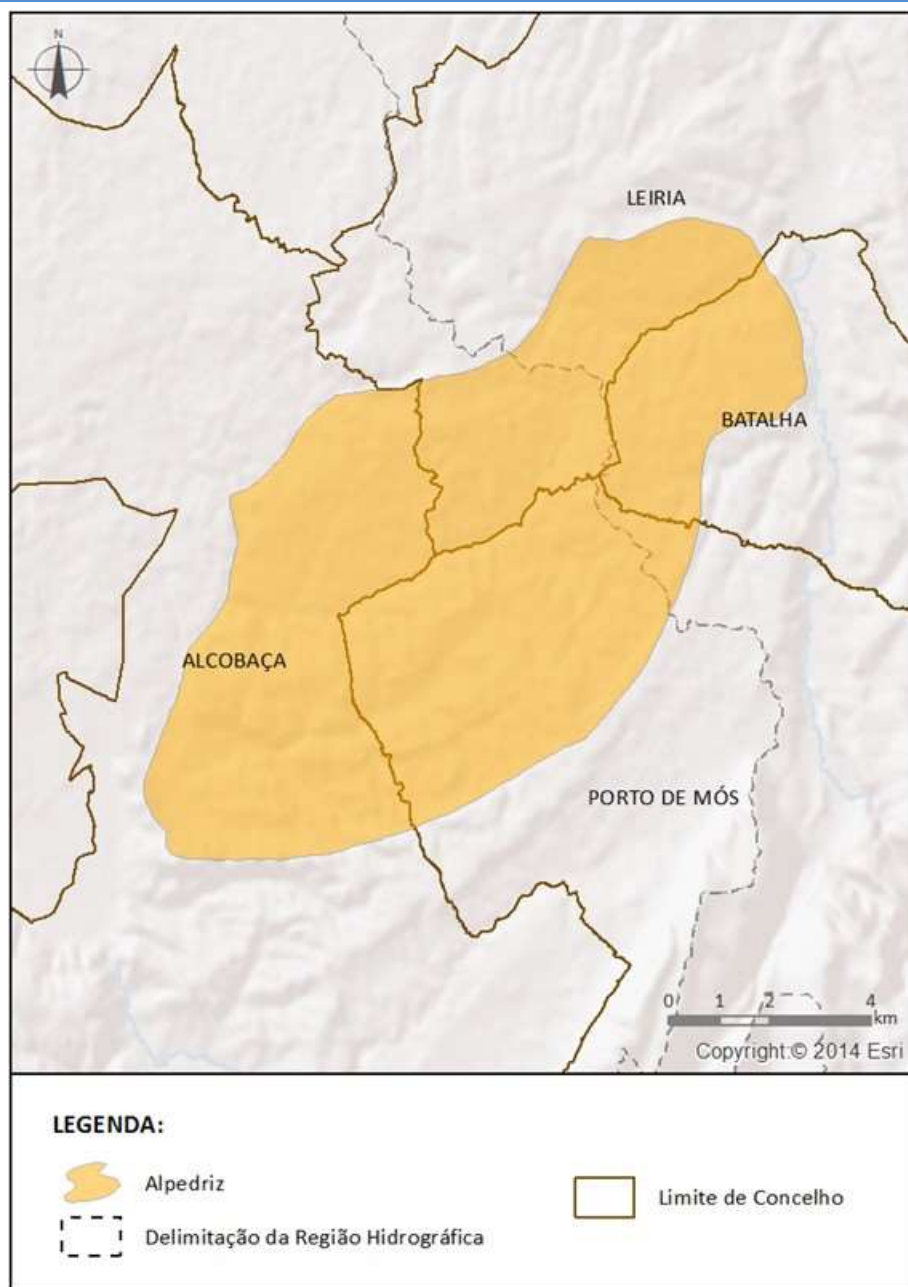 N
LEIRIA
BATALHA
ALCOBAÇA
PORTO DE MÓS
0 1 2 4
km
Copyright:© 2014 Esri
LEGENDA:
Alpedriz
Limite de Concelho
Delimitação da Região Hidrográfica